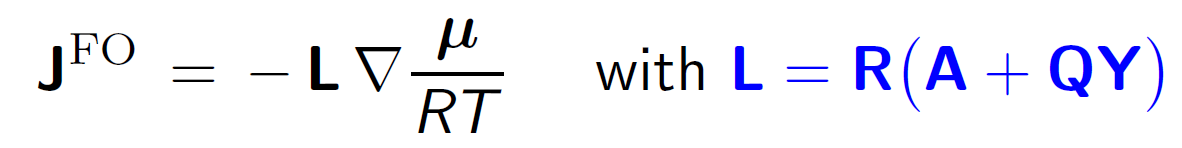 J^FO = − L ∇ μ/RT with L = R(A + QY)